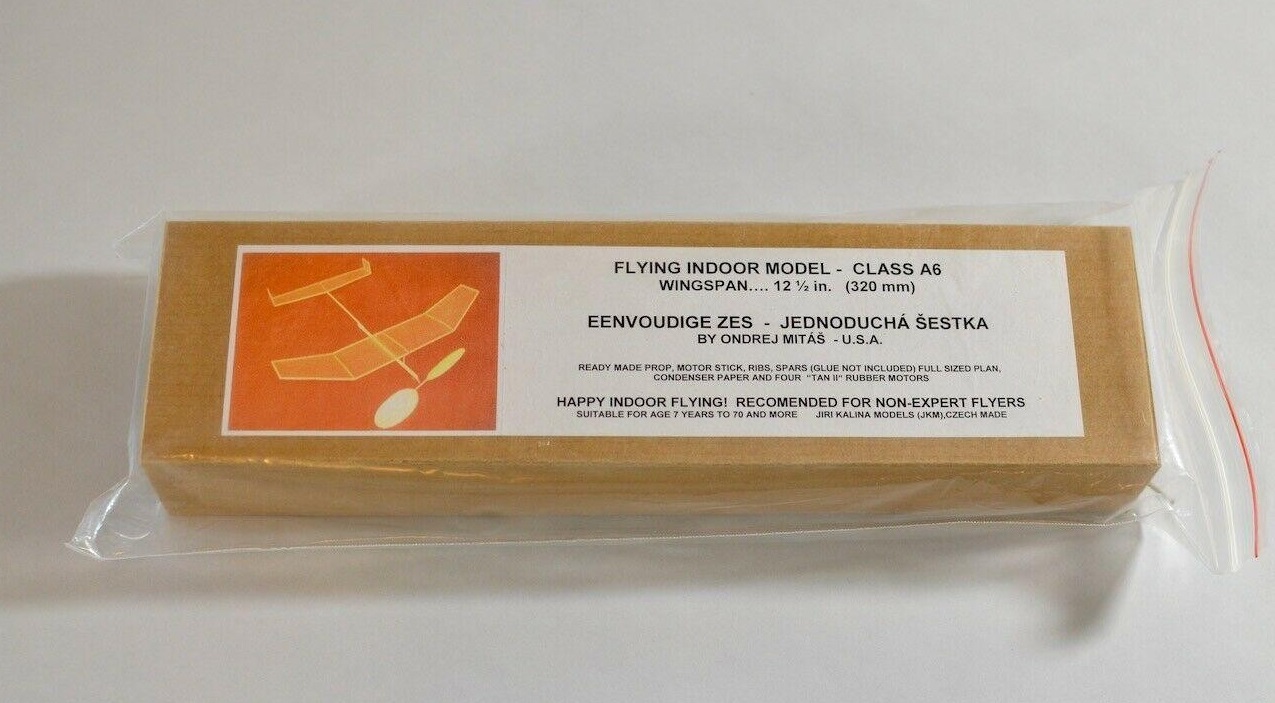 FLYING INDOOR MODEL - CLASS A6
WINGSPAN.... 12 ½ in. (320 mm)
EENVOUDIGE ZES - JEDNODUCHÁ ŠESTKA
BY ONDREJ MITÁŠ - U.S.A.
READY MADE PROP, MOTOR STICK, RIBS, SPARS (GLUE NOT INCLUDED) FULL SIZED PLAN,
CONDENSER PAPER AND FOUR "TAN II" RUBBER MOTORS
HAPPY INDOOR FLYING! RECOMENDED FOR NON-EXPERT FLYERS
SUITABLE FOR AGE 7 YEARS TO 70 AND MORE JIRI KALINA MODELS (JKM),CZECH MADE